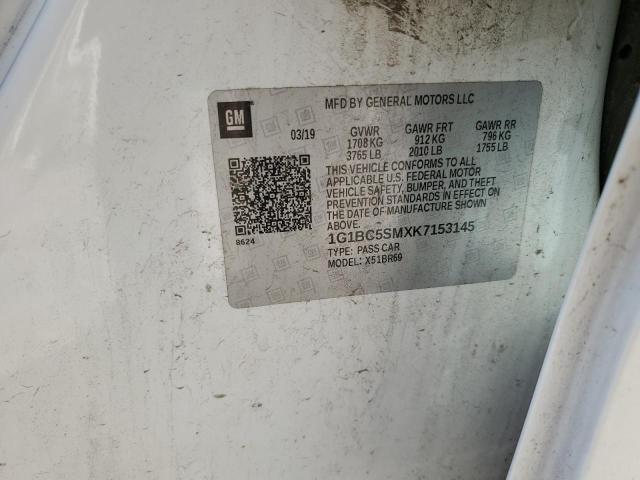 GM
MFD BY GENERAL MOTORS LLC
03/19 GVWR GAWR FRT GAWR RR
1708 KG 912 KG 796 KG
3765 LB 2010 LB 1755 LB
THIS VEHICLE CONFORMS TO ALL
APPLICABLE U.S. FEDERAL MOTOR
VEHICLE SAFETY, BUMPER, AND THEFT
PREVENTION STANDARDS IN EFFECT ON
THE DATE OF MANUFACTURE SHOWN
ABOVE.
1G1BC5SMXK7153145
8624
TYPE: PASS CAR
MODEL: X51BR69